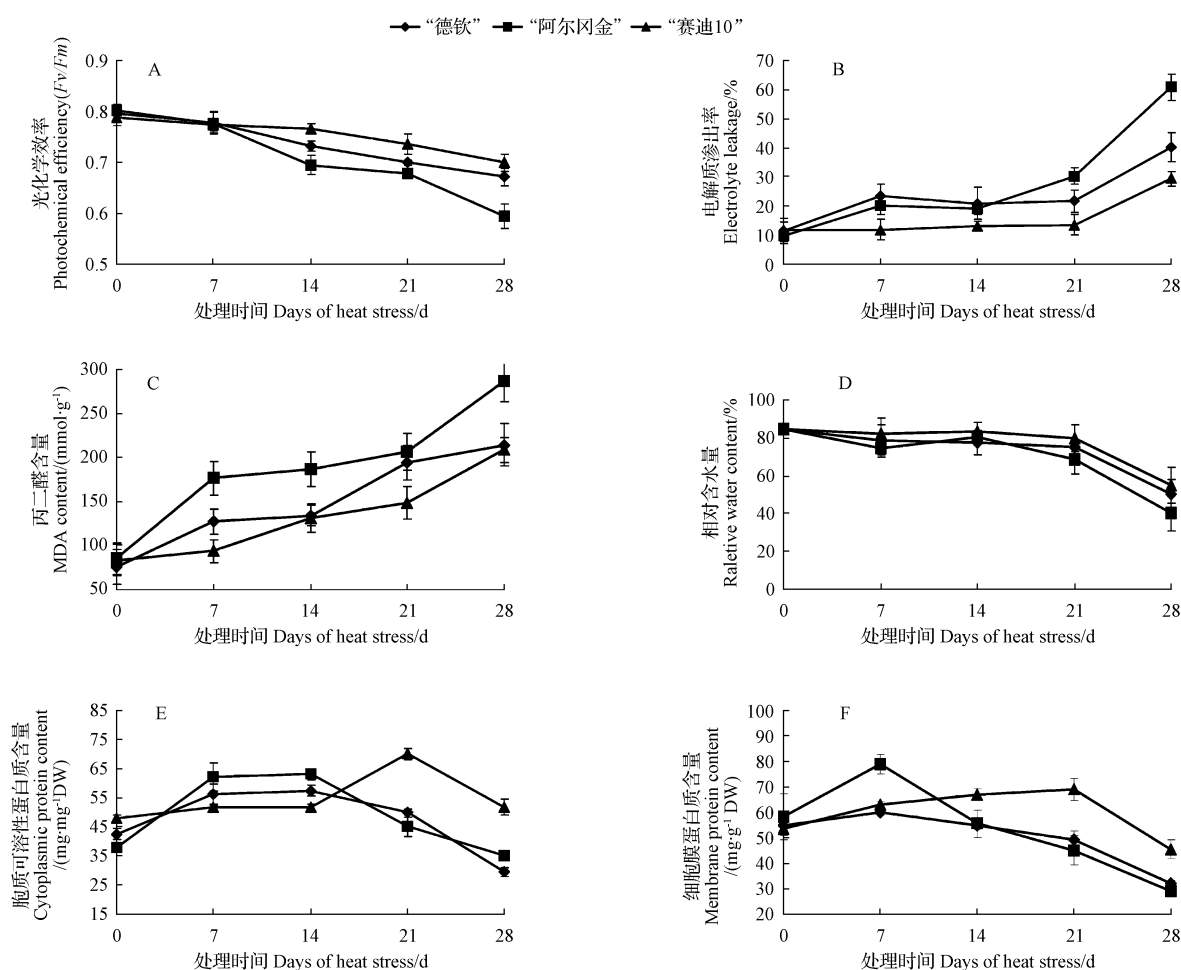 “德钦” “阿尔冈金” “赛迪10”
A
光化学效率
Photochemical efficiency(Fv/Fm)
0.9
0.8
0.7
0.6
0.5
0 7 14 21 28
处理时间 Days of heat stress/d
B
电解质渗出率
Electrolyte leakage/%
70
60
50
40
30
20
10
0
0 7 14 21 28
处理时间 Days of heat stress/d
C
丙二醛含量
MDA content/(nmol·g-1)
300
250
200
150
100
50
0 7 14 21 28
处理时间 Days of heat stress/d
D
相对含水量
Raletive water content/%
100
80
60
40
20
0
0 7 14 21 28
处理时间 Days of heat stress/d
E
胞质可溶性蛋白质含量
Cytoplasmic protein content
/(mg·mg-1DW)
85
75
65
55
45
35
25
15
0 7 14 21 28
处理时间 Days of heat stress/d
F
细胞膜蛋白质含量
Membrane protein content
/(mg·g-1 DW)
100
90
80
70
60
50
40
30
20
0 7 14 21 28
处理时间 Days of heat stress/d